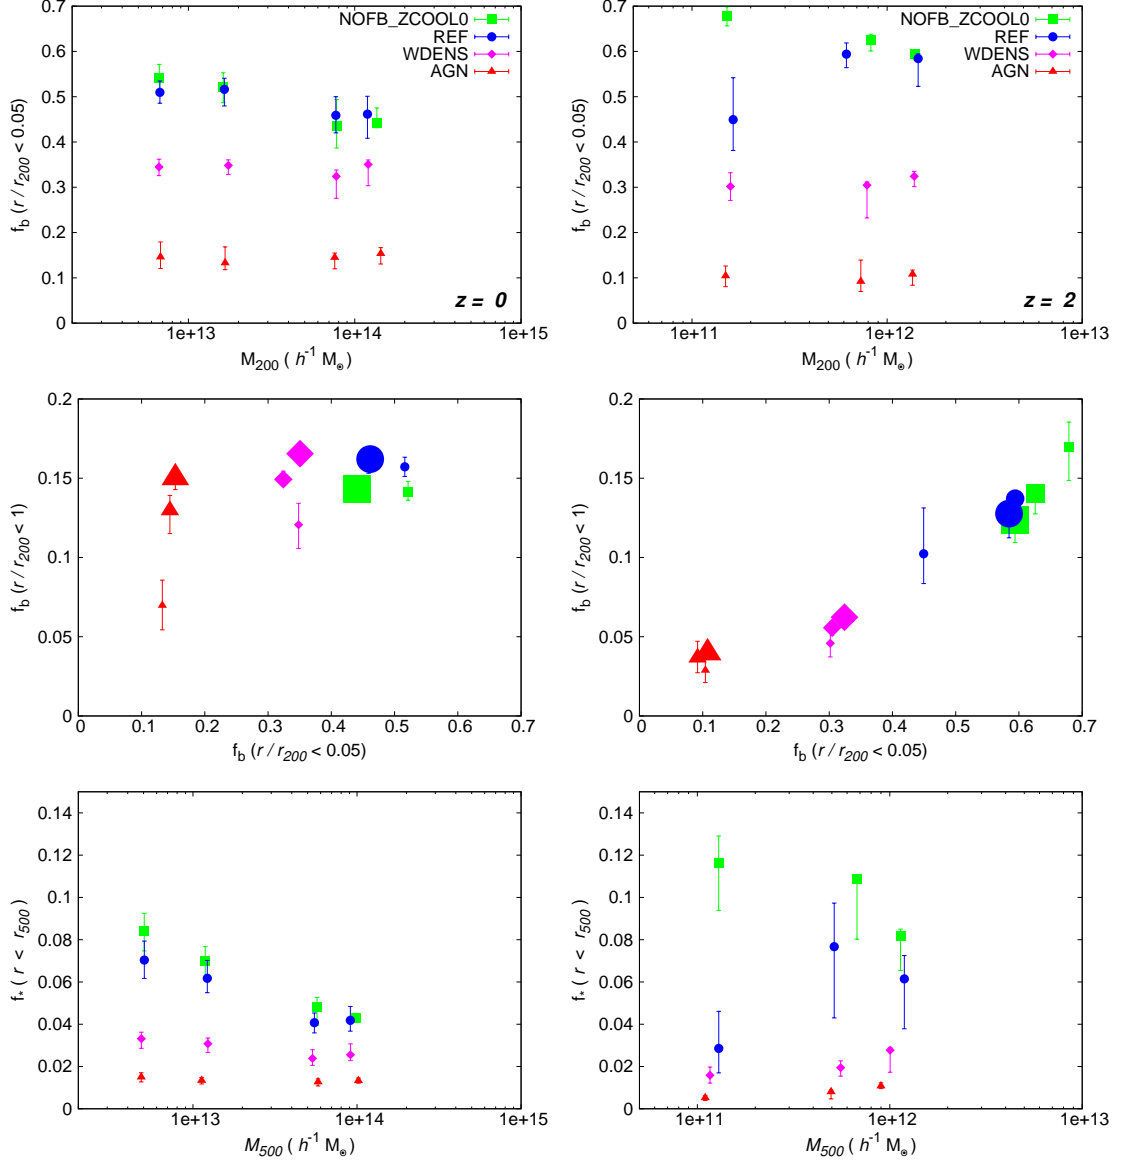 0.7
0.6
0.5
0.4
0.3
0.2
0.1
0
f_b (r / r_200 < 0.05)
NOFB_ZCOOL0
REF
WDENS
AGN
z = 0
1e+13 1e+14 1e+15
M_200 ( h^-1 M_⊙)
0.7
0.6
0.5
0.4
0.3
0.2
0.1
0
f_b (r / r_200 < 0.05)
NOFB_ZCOOL0
REF
WDENS
AGN
z = 2
1e+11 1e+12 1e+13
M_200 ( h^-1 M_⊙)
0.2
0.15
0.1
0.05
0
f_b (r / r_200 < 1)
0 0.1 0.2 0.3 0.4 0.5 0.6 0.7
f_b (r / r_200 < 0.05)
0.2
0.15
0.1
0.05
0
f_b (r / r_200 < 1)
0 0.1 0.2 0.3 0.4 0.5 0.6 0.7
f_b (r / r_200 < 0.05)
0.14
0.12
0.1
0.08
0.06
0.04
0.02
0
f_* ( r < r_500)
1e+13 1e+14 1e+15
M_500 ( h^-1 M_⊙)
0.14
0.12
0.1
0.08
0.06
0.04
0.02
0
f_* ( r < r_500)
1e+11 1e+12 1e+13
M_500 ( h^-1 M_⊙)